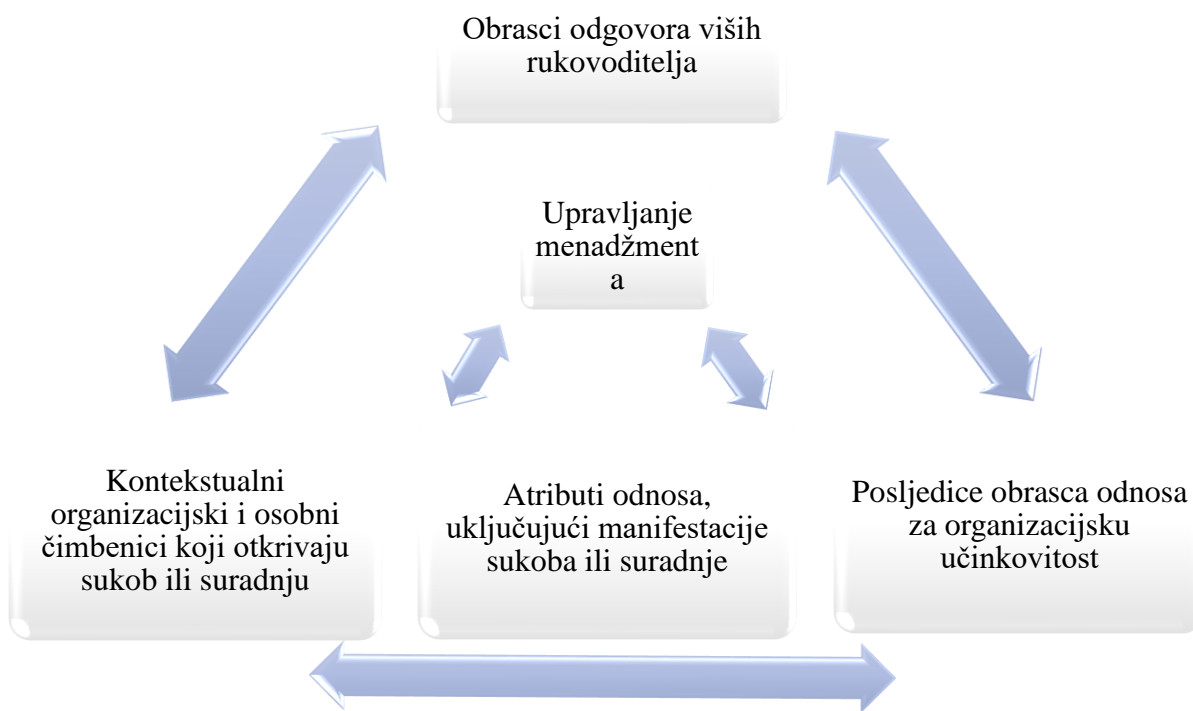 Obrasci odgovora viših
rukovoditelja
Upravljanje
menadžment
a
Kontekstualni
organizacijski i osobni
čimbenici koji otkrivaju
sukob ili suradnju
Atributi odnosa,
uključujući manifestacije
sukoba ili suradnje
Posljedice obrasca odnosa
za organizacijsku
učinkovitost